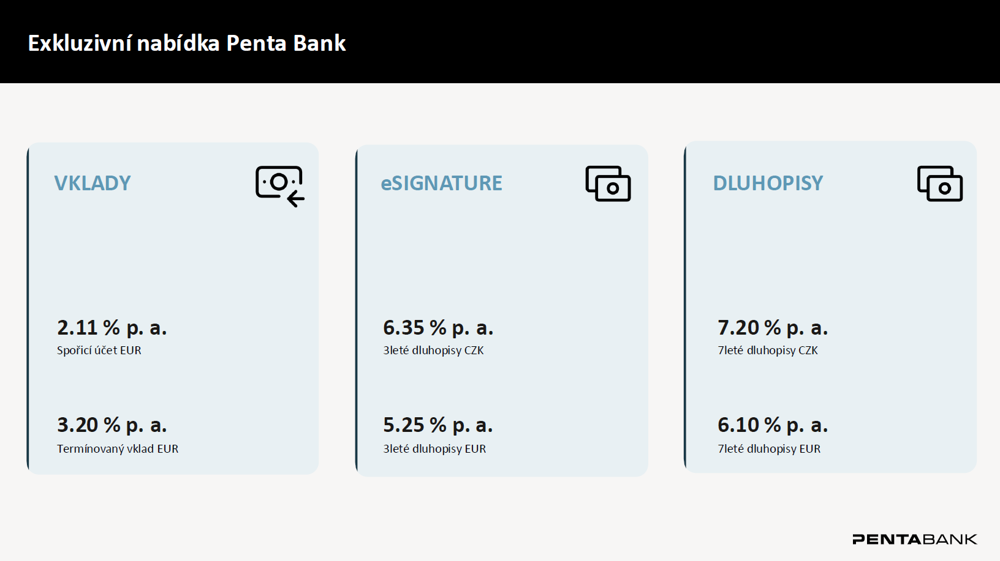 Exkluzivní nabídka Penta Bank
VKLADY
2.11 % p. a.
Spořicí účet EUR
3.20 % p. a.
Termínovaný vklad EUR
eSIGNATURE
6.35 % p. a.
3leté dluhopisy CZK
5.25 % p. a.
3leté dluhopisy EUR
DLUHOPISY
7.20 % p. a.
7leté dluhopisy CZK
6.10 % p. a.
7leté dluhopisy EUR
PENTABANK